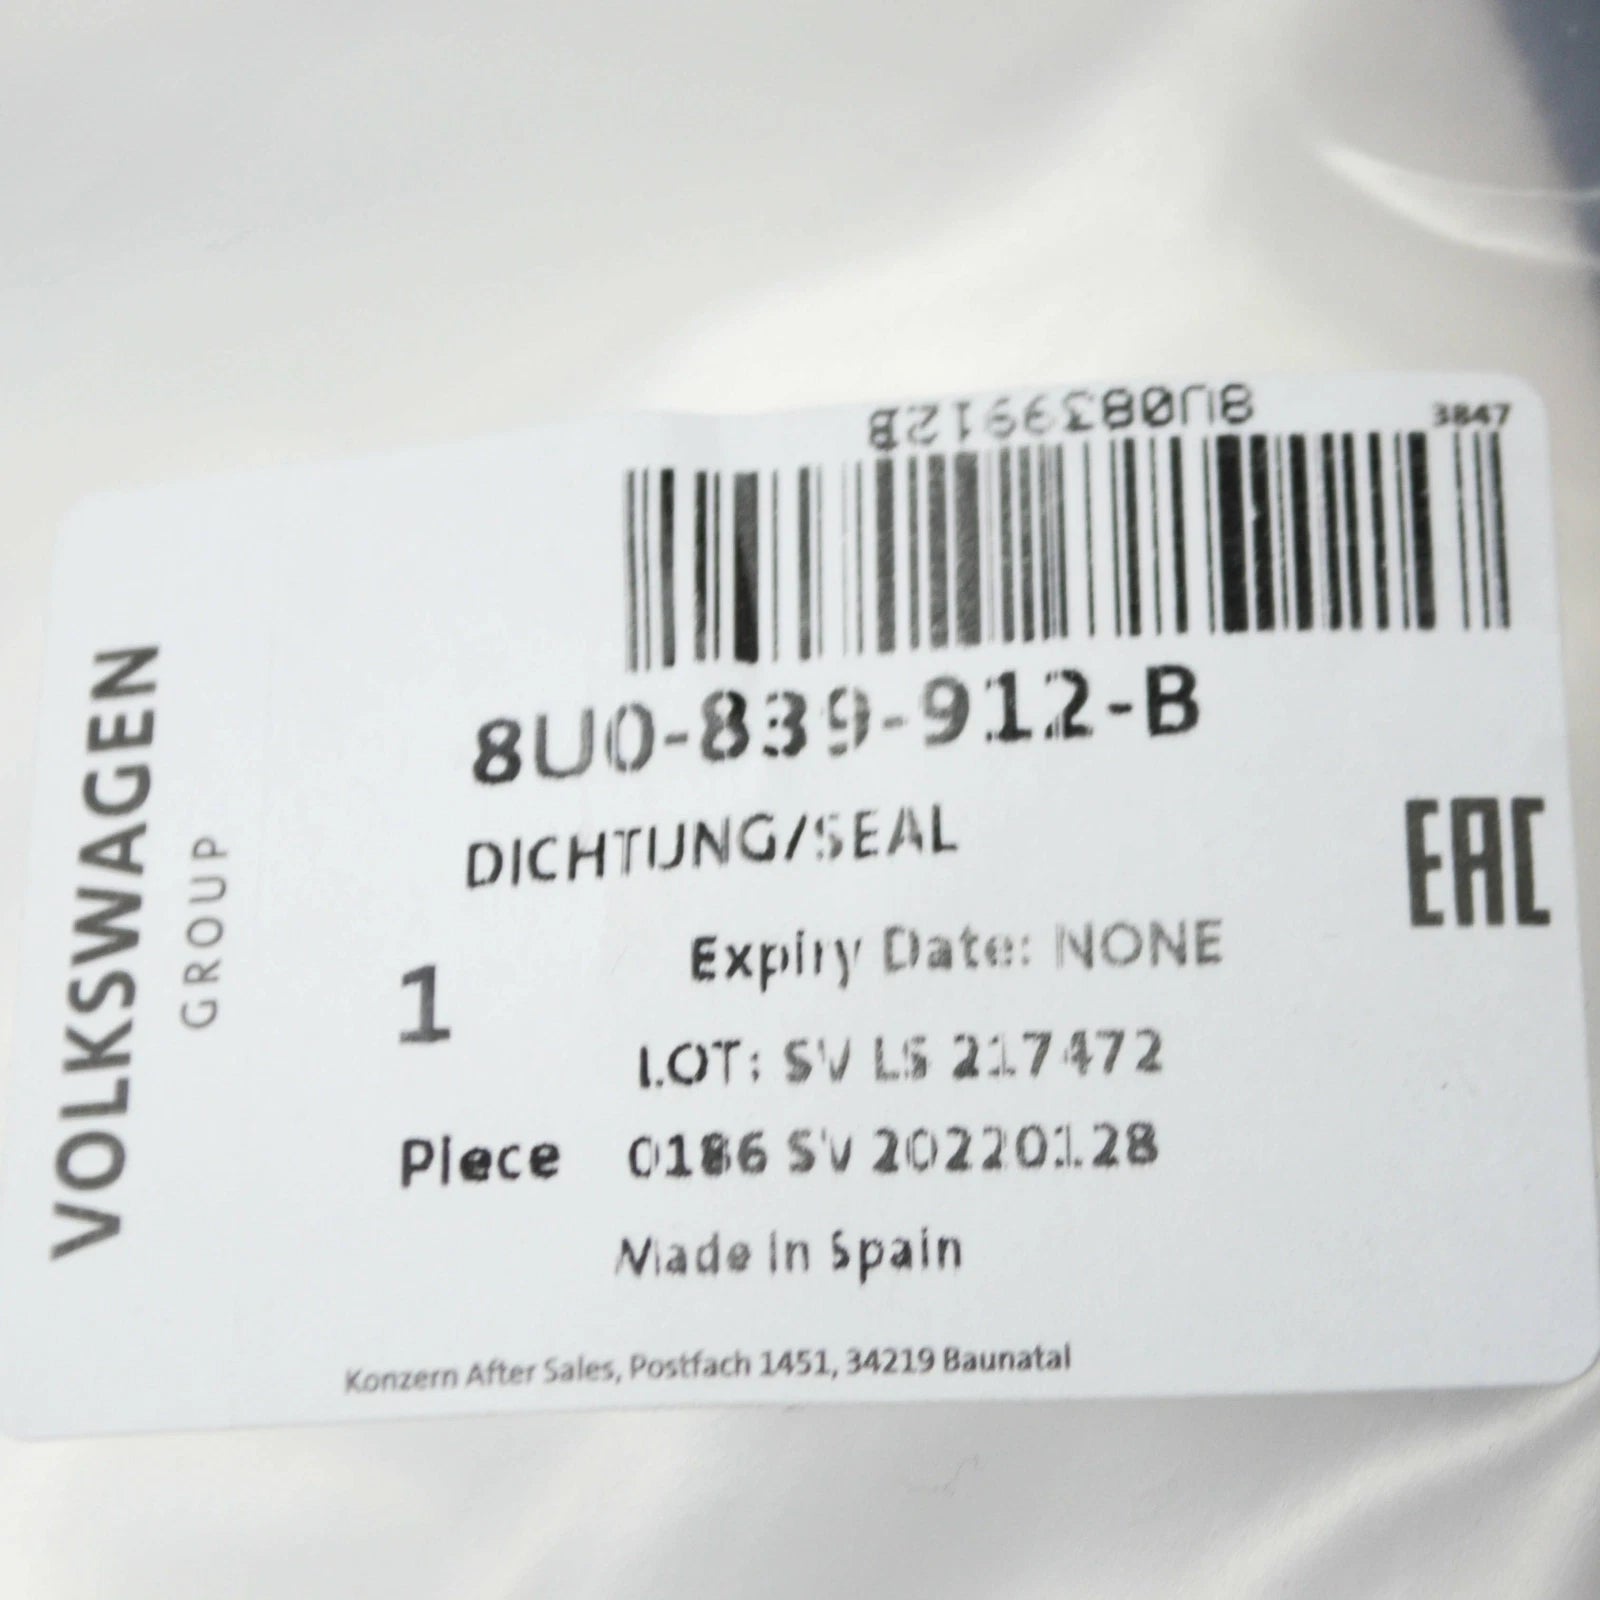 8U0839912B
3847
8U0-839-912-B
DICHTUNG/SEAL
Expiry Date: NONE
1
LOT: SV LS 217472
Piece 0186 SV 20220128
Made in Spain
Konzern After Sales, Postfach 1451, 34219 Baunatal
VOLKSWAGEN
GROUP
EAC